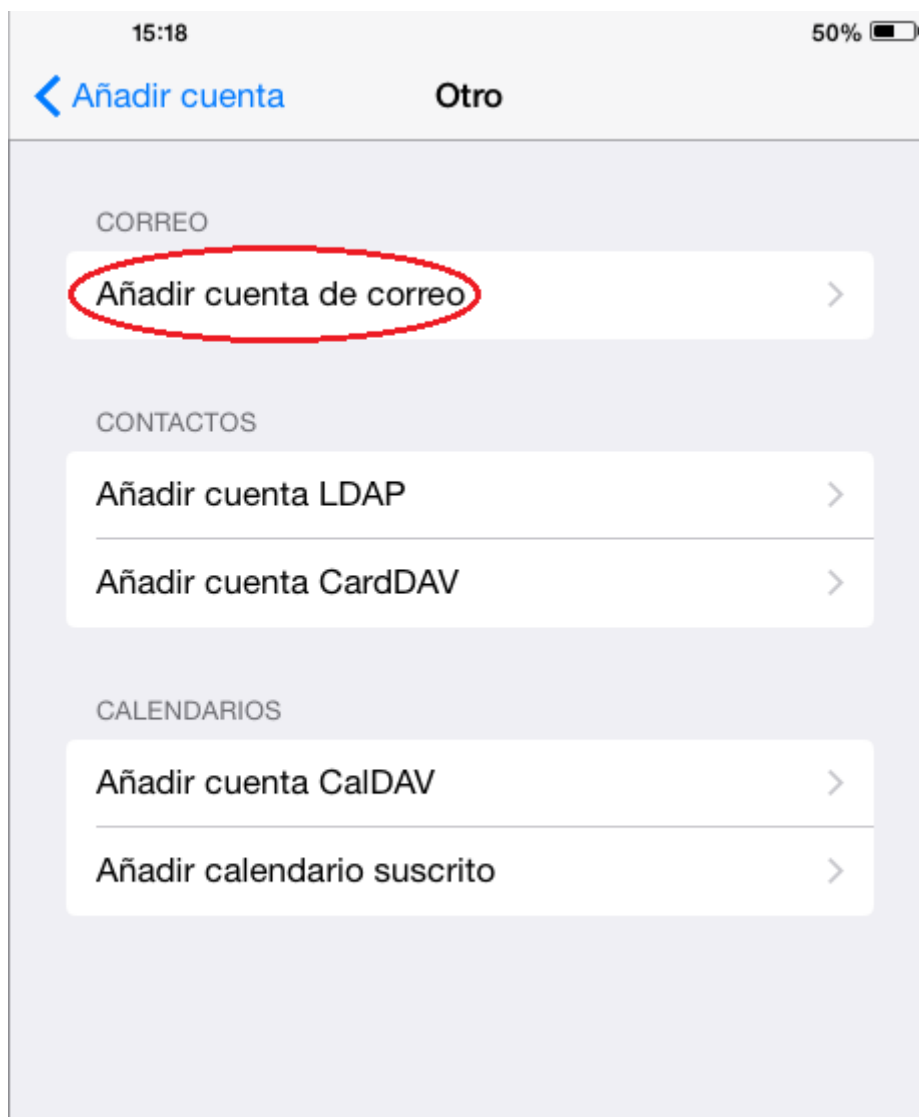 15:18 50%
Añadir cuenta Otro
CORREO
Añadir cuenta de correo
CONTACTOS
Añadir cuenta LDAP
Añadir cuenta CardDAV
CALENDARIOS
Añadir cuenta CalDAV
Añadir calendario suscrito